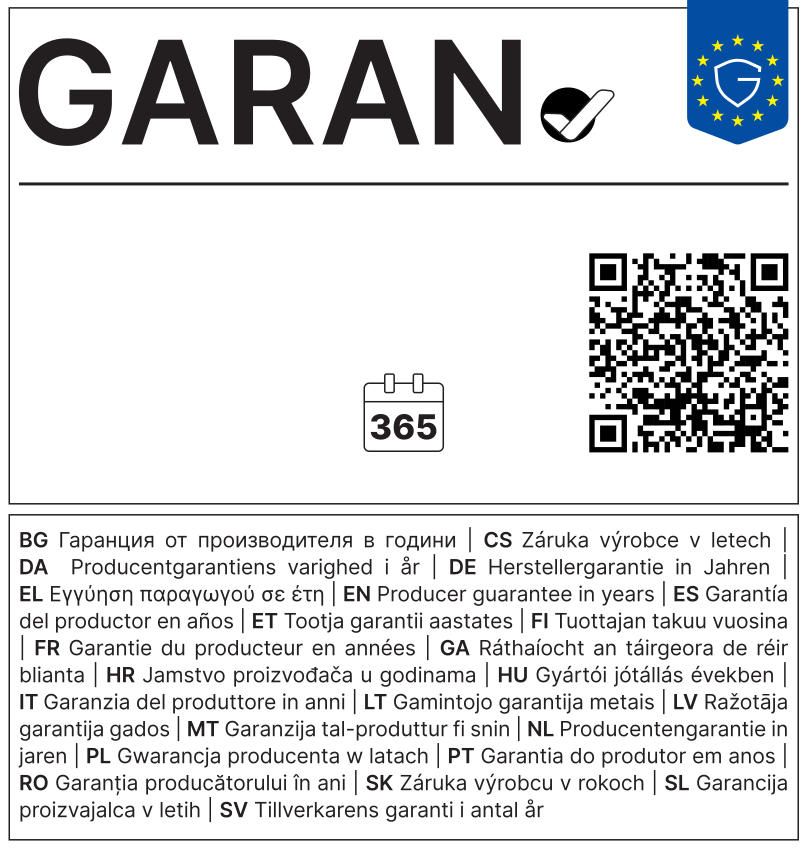 GARAN
365
BG Гаранция от производителя в години | CS Záruka výrobce v letech |
DA Producentgarantiens varighed i år | DE Herstellergarantie in Jahren |
EL Εγγύηση παραγωγού σε έτη | EN Producer guarantee in years | ES Garantía
del productor en años | ET Tootja garantii aastates | FI Tuottajan takuu vuosina
| FR Garantie du producteur en années | GA Ráthaíocht an táirgeora de réir
blianta | HR Jamstvo proizvođača u godinama | HU Gyártói jótállás években |
IT Garanzia del produttore in anni | LT Gamintojo garantija metais | LV Ražotāja
garantija gados | MT Garanzija tal-produttur fi snin | NL Producentengarantie in
jaren | PL Gwarancja producenta w latach | PT Garantia do produtor em anos |
RO Garanția producătorului în ani | SK Záruka výrobcu v rokoch | SL Garancija
proizvajalca v letih | SV Tillverkarens garanti i antal år